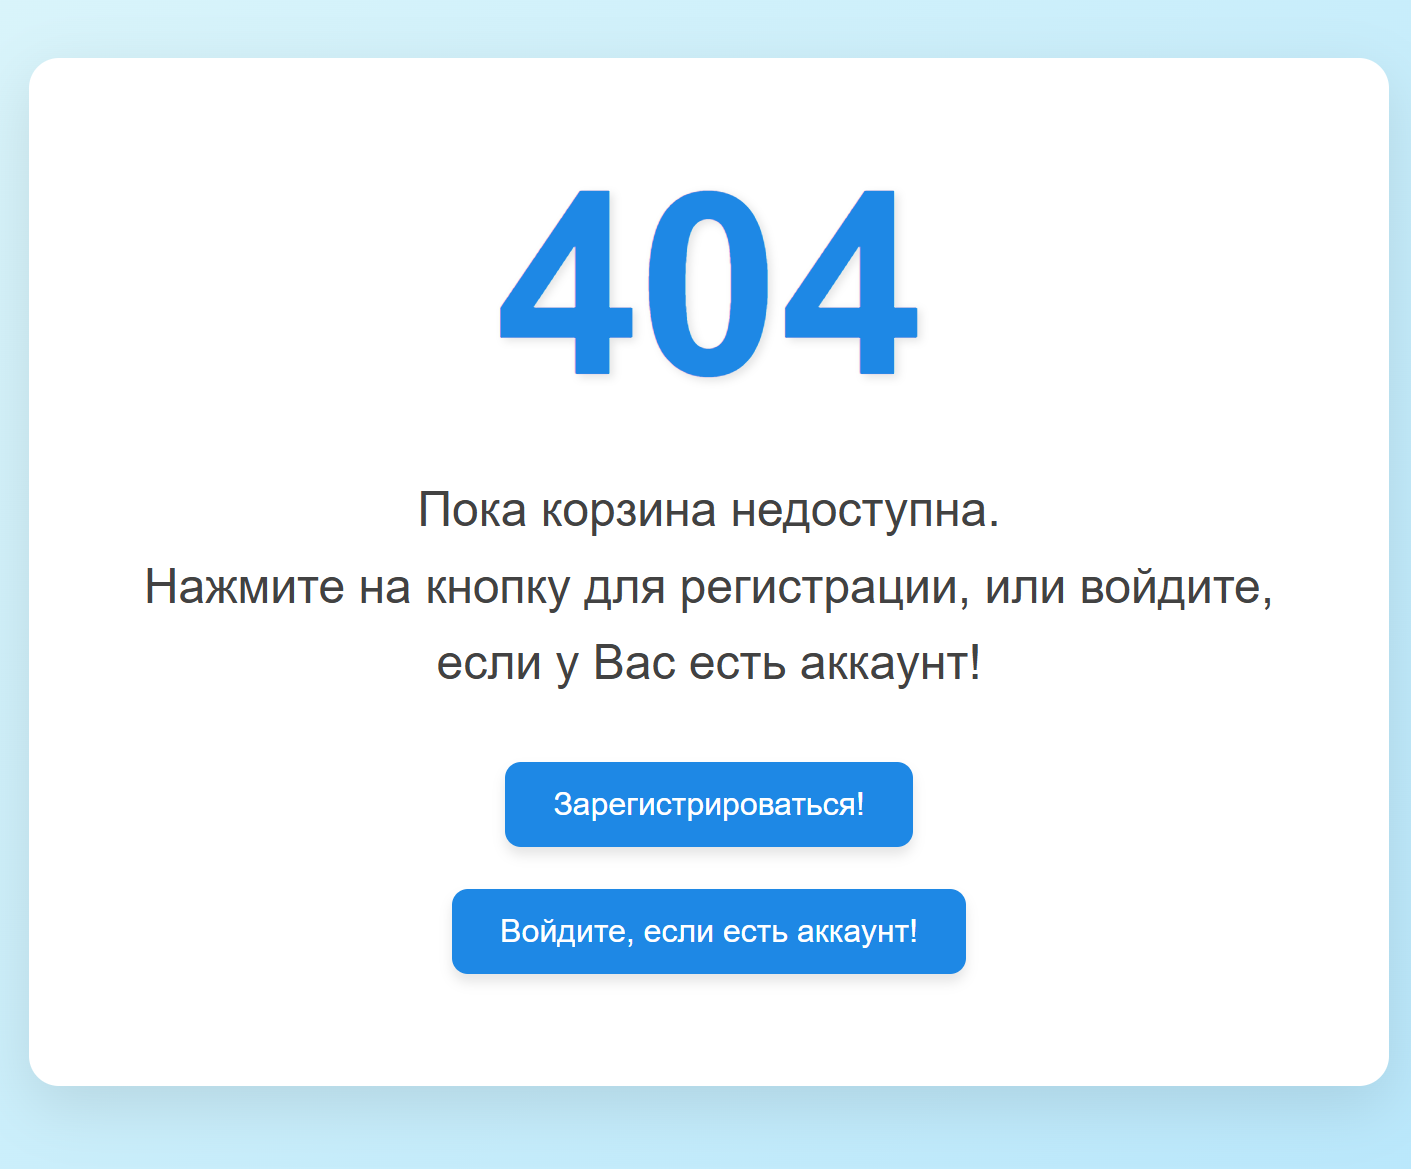 404
Пока корзина недоступна.
Нажмите на кнопку для регистрации, или войдите,
если у Вас есть аккаунт!
Зарегистрироваться!
Войдите, если есть аккаунт!